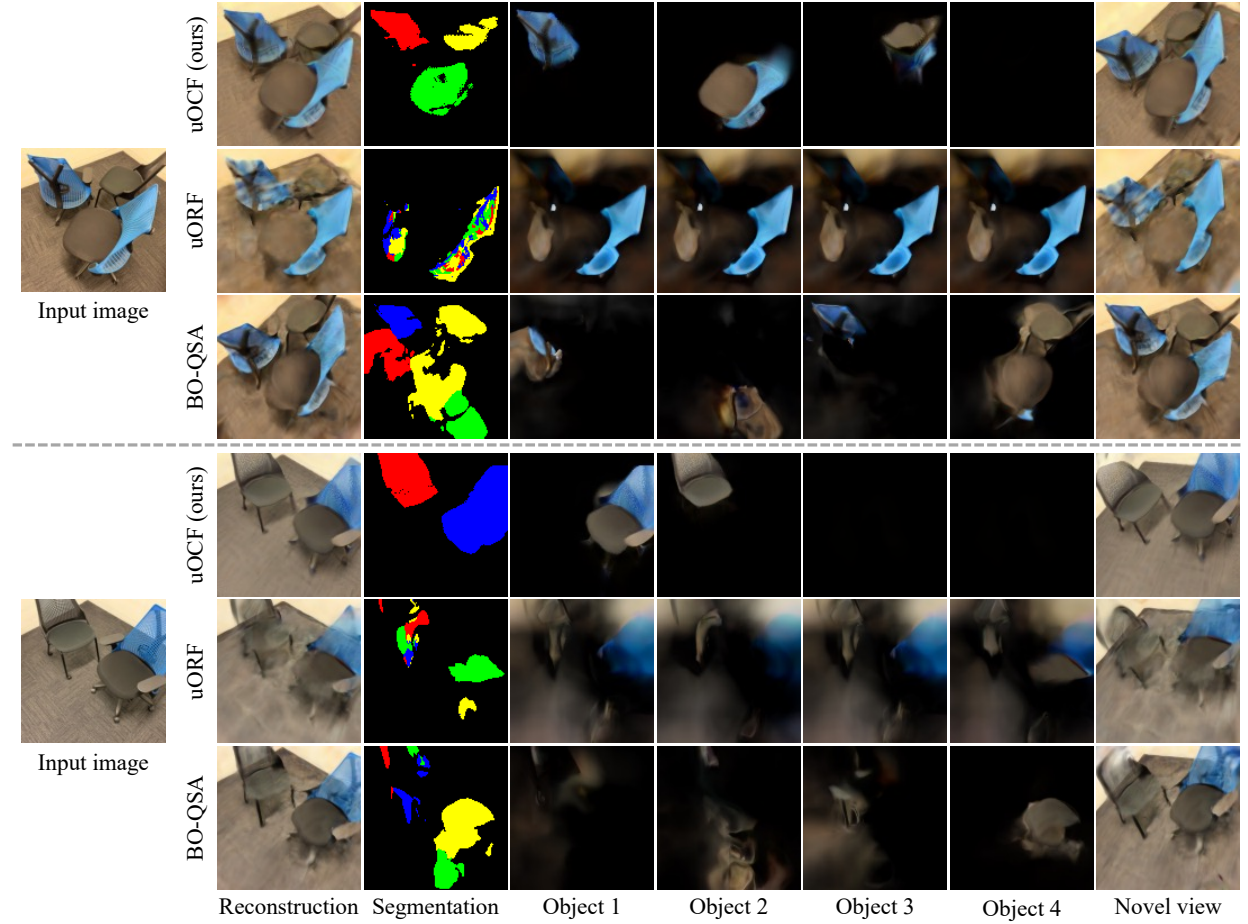 uOCF (ours)
uORF
BO-QSA
Input image
uOCF (ours)
uORF
BO-QSA
Input image
Reconstruction Segmentation Object 1 Object 2 Object 3 Object 4 Novel view